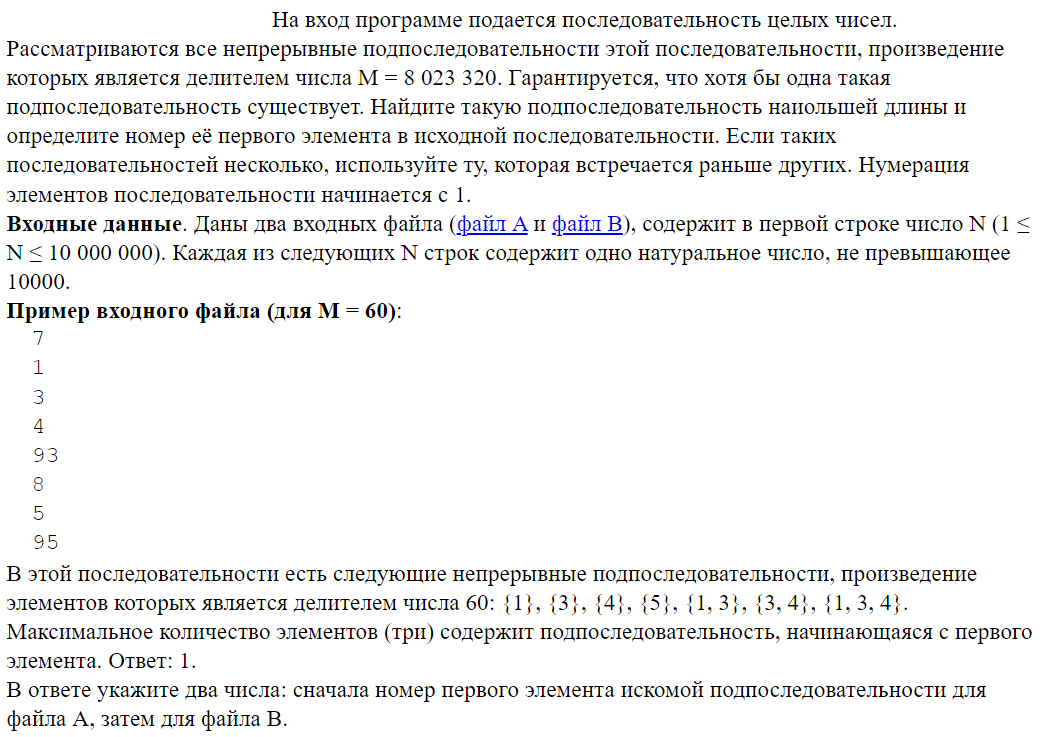 На вход программе подается последовательность целых чисел.
Рассматриваются все непрерывные подпоследовательности этой последовательности, произведение
которых является делителем числа M = 8 023 320. Гарантируется, что хотя бы одна такая
подпоследовательность существует. Найдите такую подпоследовательность наиольшей длины и
определите номер её первого элемента в исходной последовательности. Если таких
последовательностей несколько, используйте ту, которая встречается раньше других. Нумерация
элементов последовательности начинается с 1.
Входные данные. Даны два входных файла (файл A и файл B), содержит в первой строке число N (1 ≤
N ≤ 10 000 000). Каждая из следующих N строк содержит одно натуральное число, не превышающее
10000.
Пример входного файла (для M = 60):
7
1
3
4
93
8
5
95
В этой последовательности есть следующие непрерывные подпоследовательности, произведение
элементов которых является делителем числа 60: {1}, {3}, {4}, {5}, {1, 3}, {3, 4}, {1, 3, 4}.
Максимальное количество элементов (три) содержит подпоследовательность, начинающаяся с первого
элемента. Ответ: 1.
В ответе укажите два числа: сначала номер первого элемента искомой подпоследовательности для
файла A, затем для файла B.